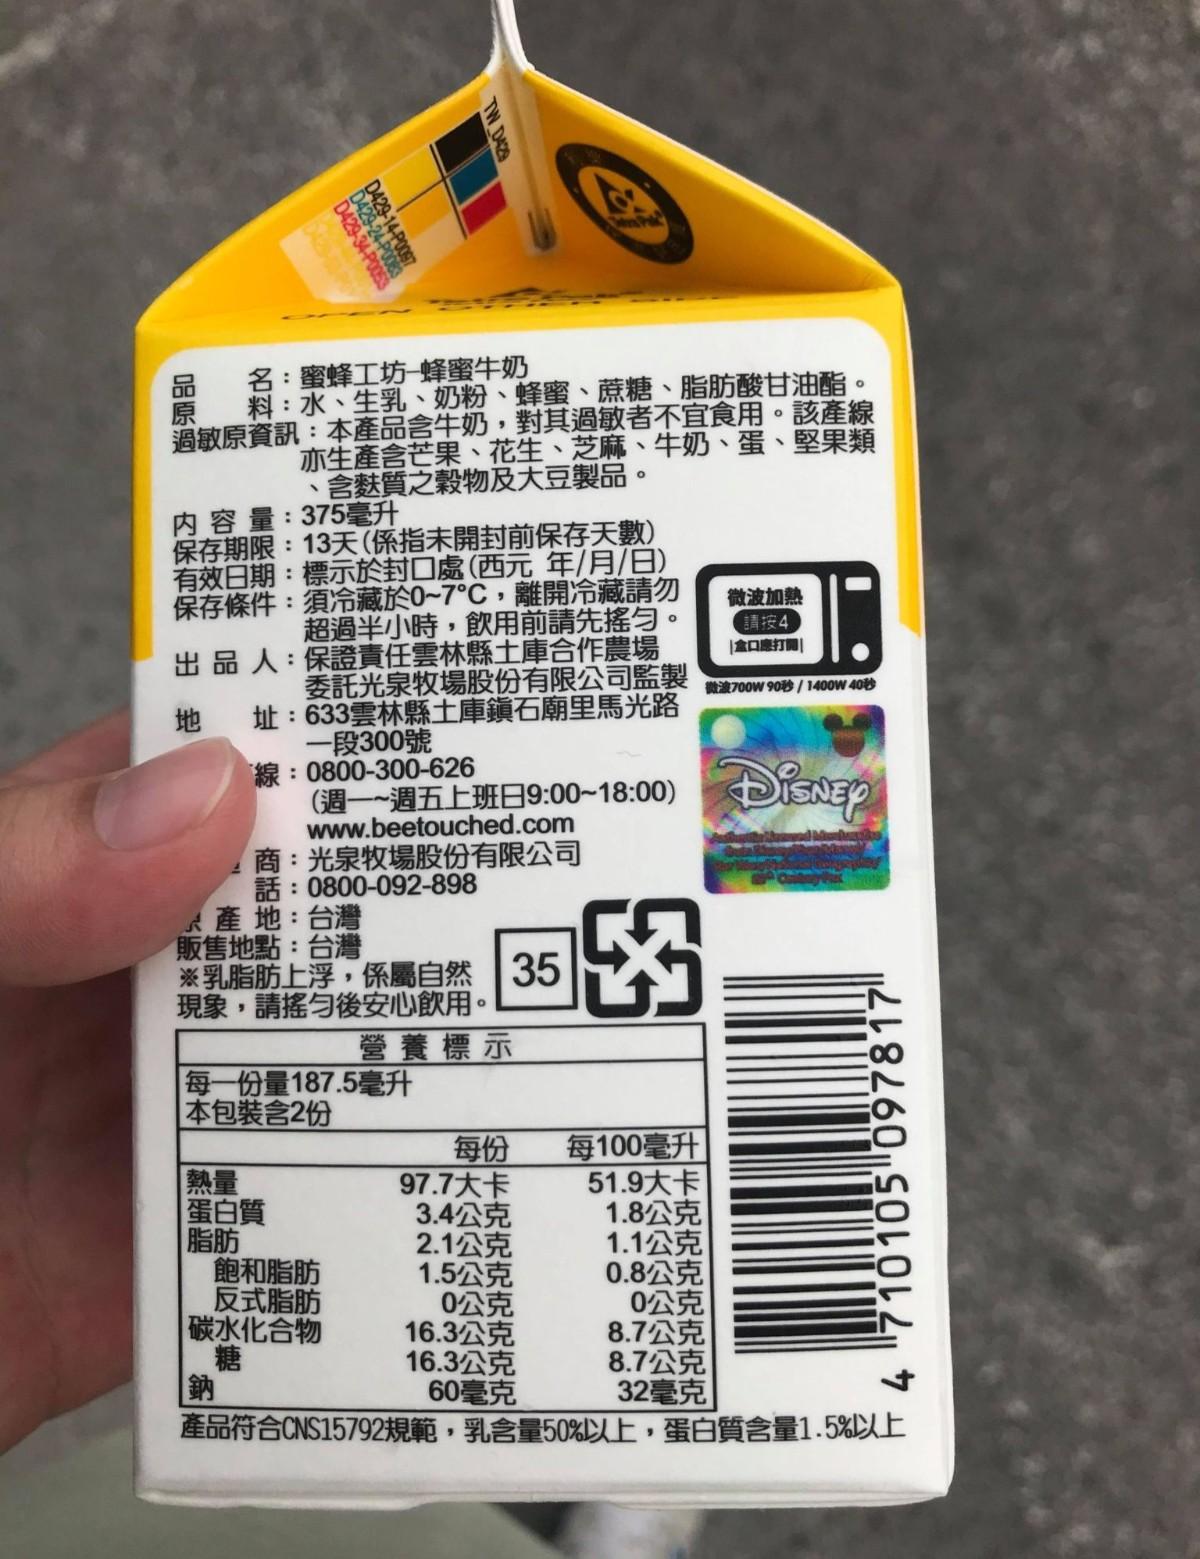 TW_D429
D429-14-P0097
D429-24-P0083
D429-34-P0053
Tetra Pak
OPEN OTHER SIDE
品 名：蜜蜂工坊-蜂蜜牛奶
原 料：水、生乳、奶粉、蜂蜜、蔗糖、脂肪酸甘油酯。
過敏原資訊：本產品含牛奶，對其過敏者不宜食用。該產線
亦生產含芒果、花生、芝麻、牛奶、蛋、堅果類
、含麩質之穀物及大豆製品。
內 容 量：375毫升
保存期限：13天(係指未開封前保存天數)
有效日期：標示於封口處(西元 年/月/日)
保存條件：須冷藏於0~7°C，離開冷藏請勿
超過半小時，飲用前請先搖勻。
出 品 人：保證責任雲林縣土庫合作農場
委託光泉牧場股份有限公司監製
地 址：633雲林縣土庫鎮石廟里馬光路
一段300號
線：0800-300-626
(週一~週五上班日9:00~18:00)
www.beetouched.com
商：光泉牧場股份有限公司
話：0800-092-898
原 產 地：台灣
販售地點：台灣
※乳脂肪上浮，係屬自然
現象，請搖勻後安心飲用。
35
微波加熱
請按4
|盒口應打開|
微波700W 90秒 / 1400W 40秒
Disney
營養標示
每一份量187.5毫升
本包裝含2份
每份 每100毫升
熱量 97.7大卡 51.9大卡
蛋白質 3.4公克 1.8公克
脂肪 2.1公克 1.1公克
飽和脂肪 1.5公克 0.8公克
反式脂肪 0公克 0公克
碳水化合物 16.3公克 8.7公克
糖 16.3公克 8.7公克
鈉 60毫克 32毫克
產品符合CNS15792規範，乳含量50%以上，蛋白質含量1.5%以上
4 710105 097817